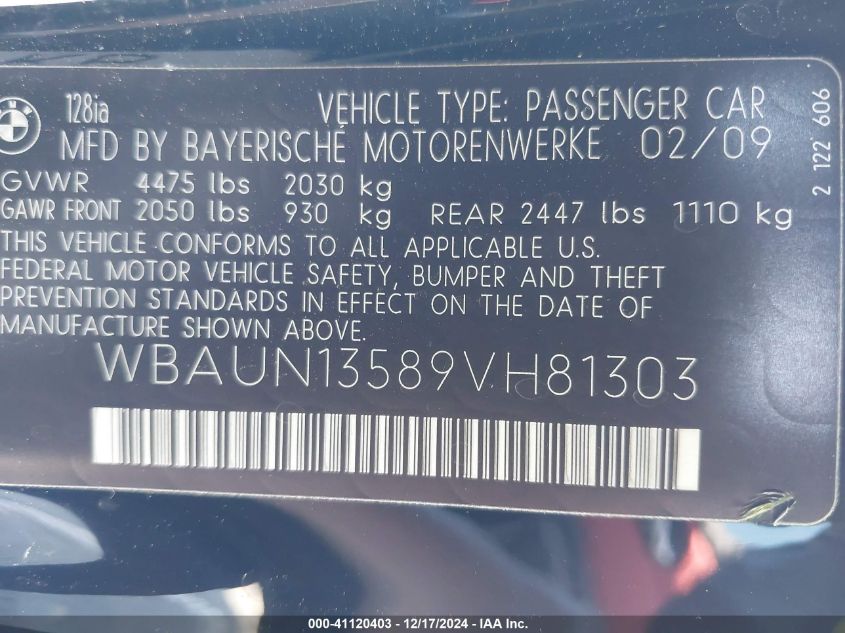 BMW
128ia VEHICLE TYPE: PASSENGER CAR
MFD BY BAYERISCHE MOTORENWERKE 02/09
GVWR 4475 lbs 2030 kg
GAWR FRONT 2050 lbs 930 kg REAR 2447 lbs 1110 kg
THIS VEHICLE CONFORMS TO ALL APPLICABLE U.S.
FEDERAL MOTOR VEHICLE SAFETY, BUMPER AND THEFT
PREVENTION STANDARDS IN EFFECT ON THE DATE OF
MANUFACTURE SHOWN ABOVE.
WBAUN13589VH81303
2 122 606
000-41120403 - 12/17/2024 - IAA Inc.